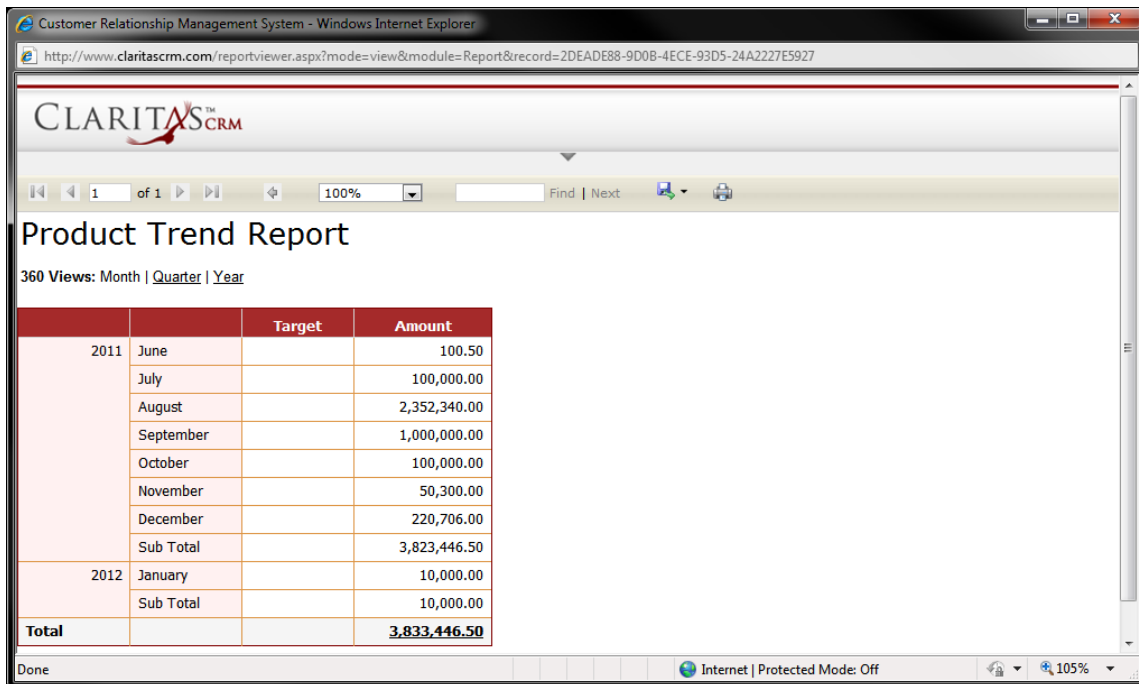 Customer Relationship Management System - Windows Internet Explorer
http://www.claritascrm.com/reportviewer.aspx?mode=view&module=Report&record=2DEADE88-9D0B-4ECE-93D5-24A2227E5927
CLARITAS™CRM
1 of 1 100% Find | Next
Product Trend Report
360 Views: Month | Quarter | Year
Target Amount
2011 June 100.50
July 100,000.00
August 2,352,340.00
September 1,000,000.00
October 100,000.00
November 50,300.00
December 220,706.00
Sub Total 3,823,446.50
2012 January 10,000.00
Sub Total 10,000.00
Total 3,833,446.50
Done Internet | Protected Mode: Off 105%